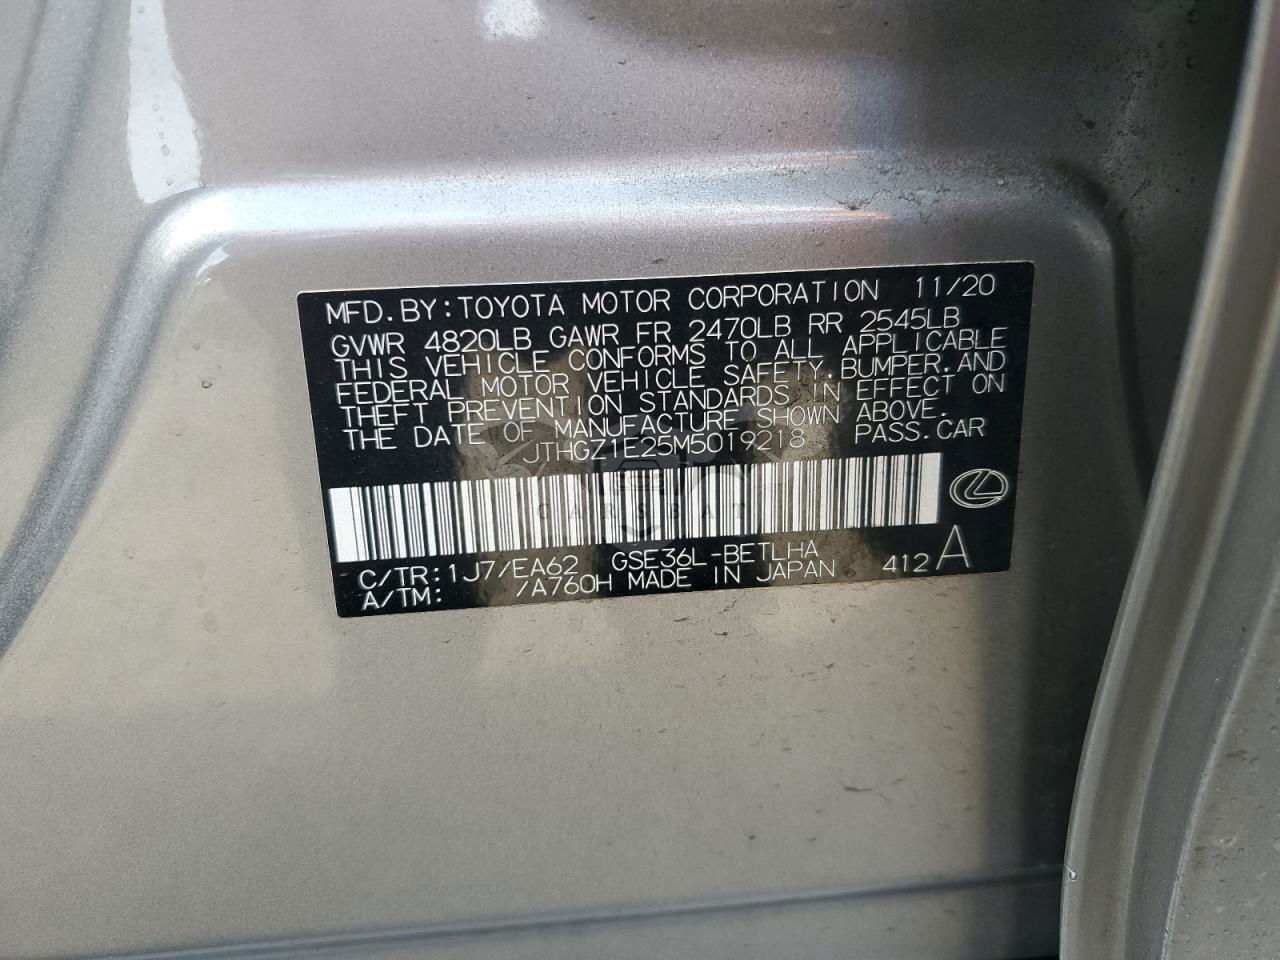 MFD. BY: TOYOTA MOTOR CORPORATION 11/20
GVWR 4820LB GAWR FR 2470LB RR 2545LB
THIS VEHICLE CONFORMS TO ALL APPLICABLE
FEDERAL MOTOR VEHICLE SAFETY, BUMPER, AND
THEFT PREVENTION STANDARDS IN EFFECT ON
THE DATE OF MANUFACTURE SHOWN ABOVE.
JTHGZ1E25M5019218 PASS. CAR
CARSBAT
C/TR: 1J7/EA62 GSE36L-BETLHA
A/TM: /A760H MADE IN JAPAN 412 A